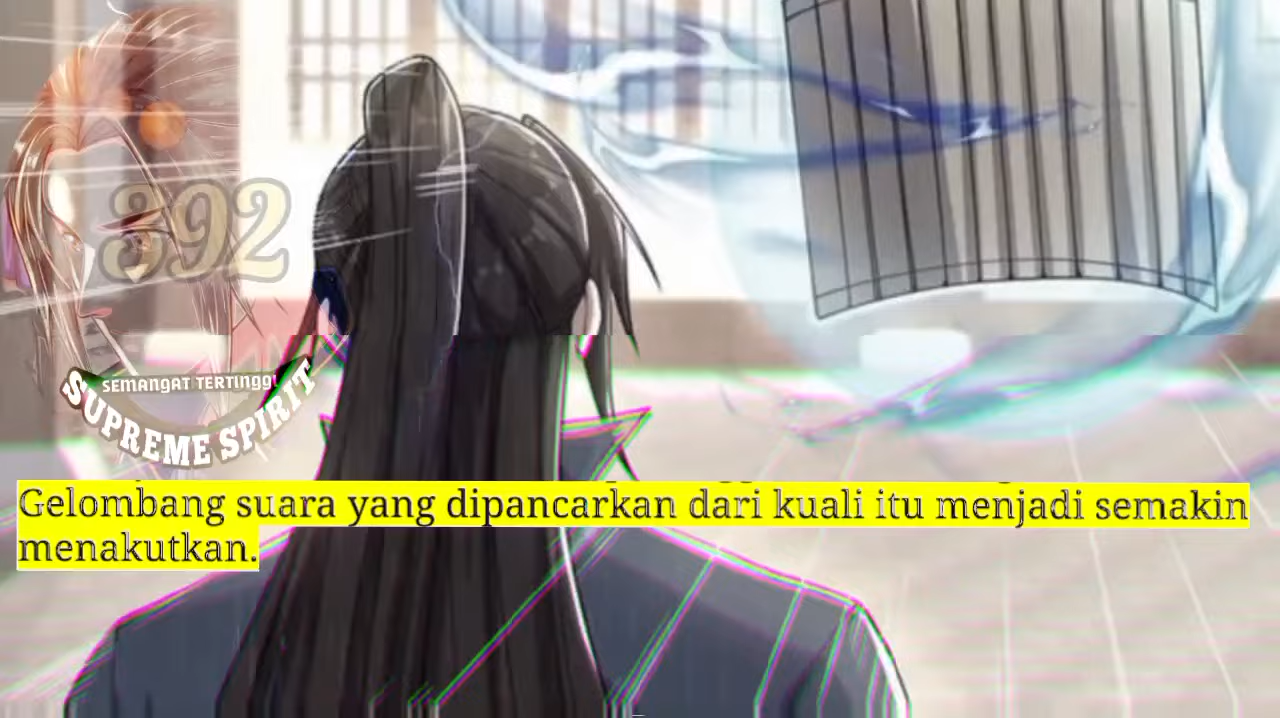 392
SEMANGAT TERTINGGI
SUPREME SPIRIT
Gelombang suara yang dipancarkan dari kuali itu menjadi semakin
menakutkan.